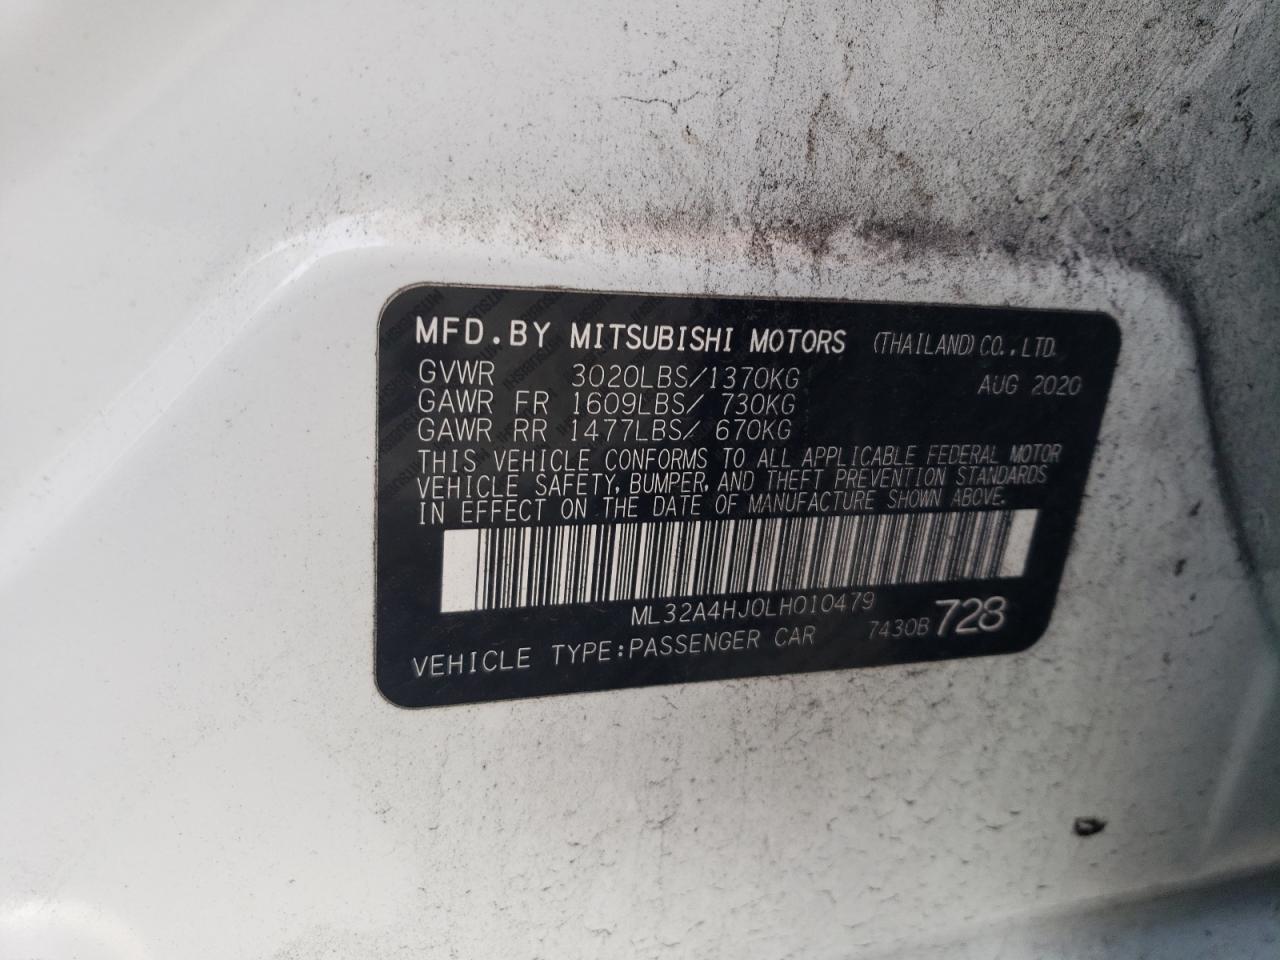 MFD.BY MITSUBISHI MOTORS (THAILAND) CO., LTD.
GVWR 3020LBS/1370KG AUG 2020
GAWR FR 1609LBS/ 730KG
GAWR RR 1477LBS/ 670KG
THIS VEHICLE CONFORMS TO ALL APPLICABLE FEDERAL MOTOR
VEHICLE SAFETY, BUMPER, AND THEFT PREVENTION STANDARDS
IN EFFECT ON THE DATE OF MANUFACTURE SHOWN ABOVE.
ML32A4HJ0LH010479
VEHICLE TYPE:PASSENGER CAR 7430B 728